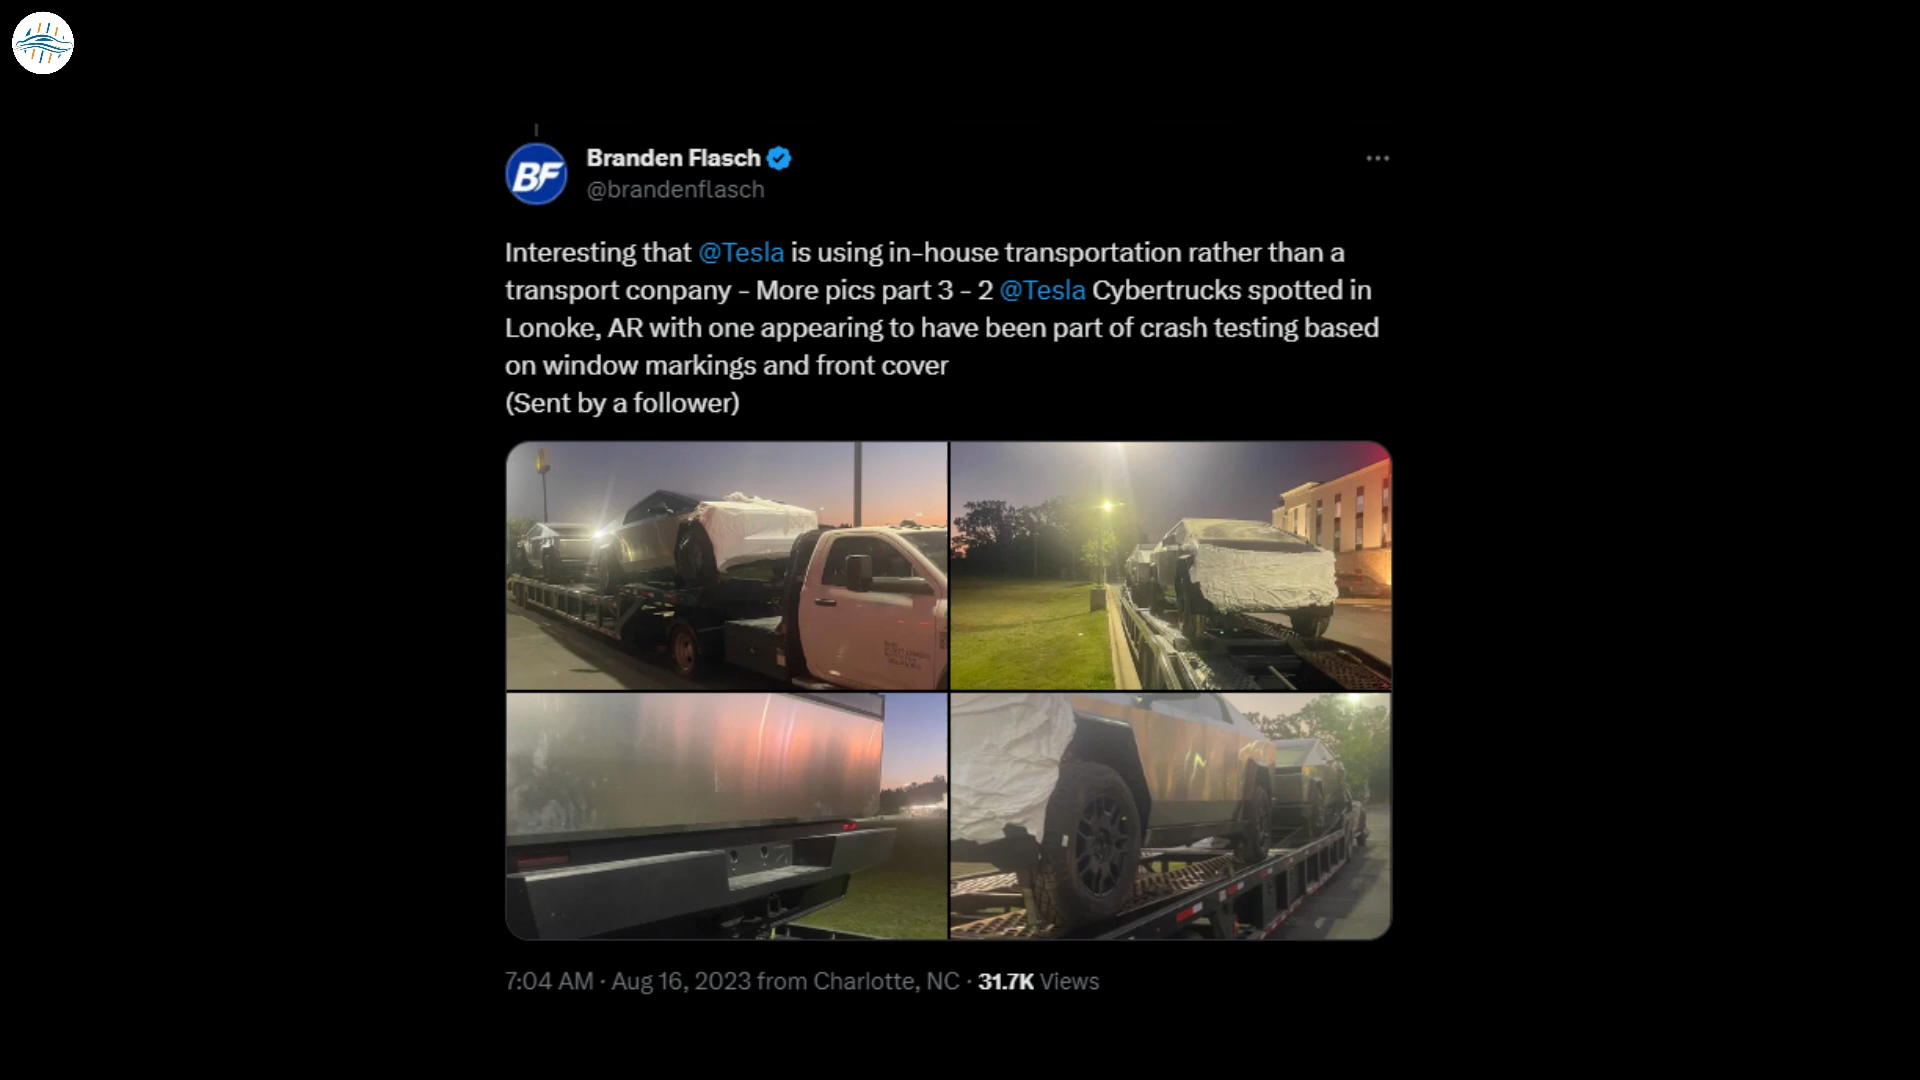 BF
Branden Flasch
@brandenflasch
Interesting that @Tesla is using in-house transportation rather than a
transport conpany - More pics part 3 - 2 @Tesla Cybertrucks spotted in
Lonoke, AR with one appearing to have been part of crash testing based
on window markings and front cover
(Sent by a follower)
7:04 AM · Aug 16, 2023 from Charlotte, NC · 31.7K Views